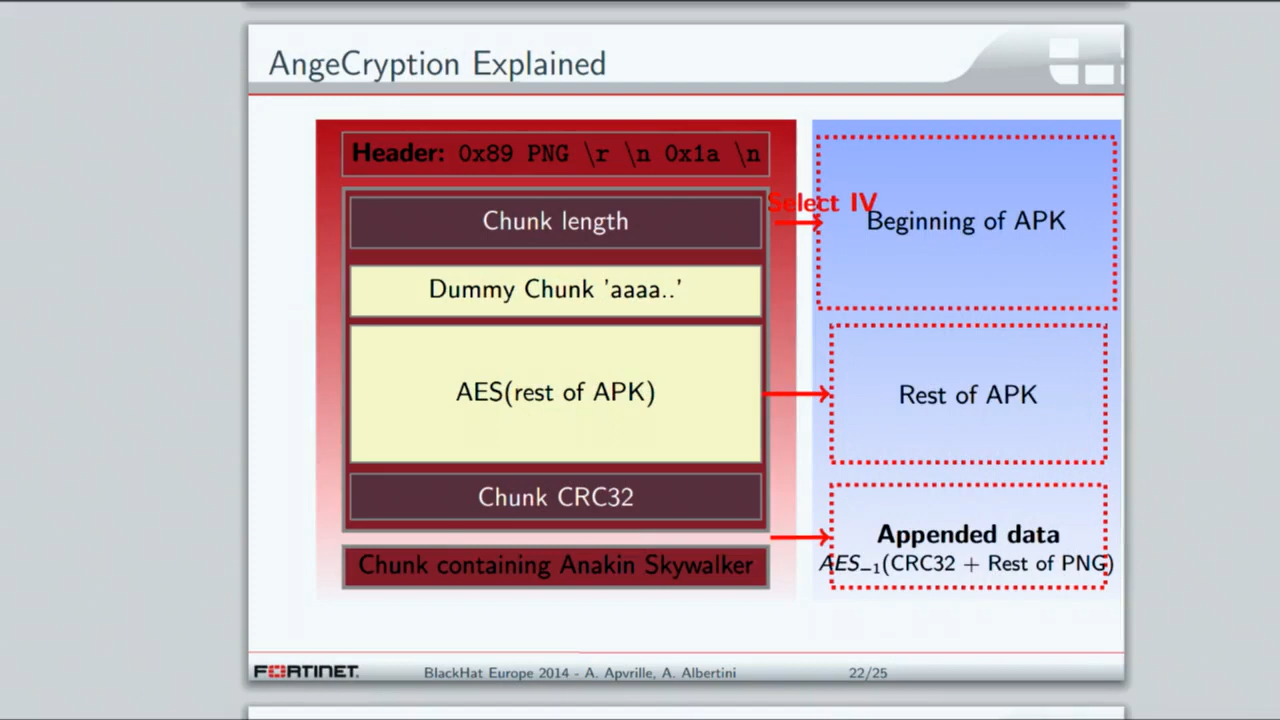 AngeCryption Explained
Header: 0x89 PNG \r \n 0x1a \n
Chunk length
Select IV
Beginning of APK
Dummy Chunk 'aaaa..'
AES(rest of APK)
Rest of APK
Chunk CRC32
Appended data
AES−1(CRC32 + Rest of PNG)
Chunk containing Anakin Skywalker
FORTINET.
BlackHat Europe 2014 - A. Apvrille, A. Albertini
22/25